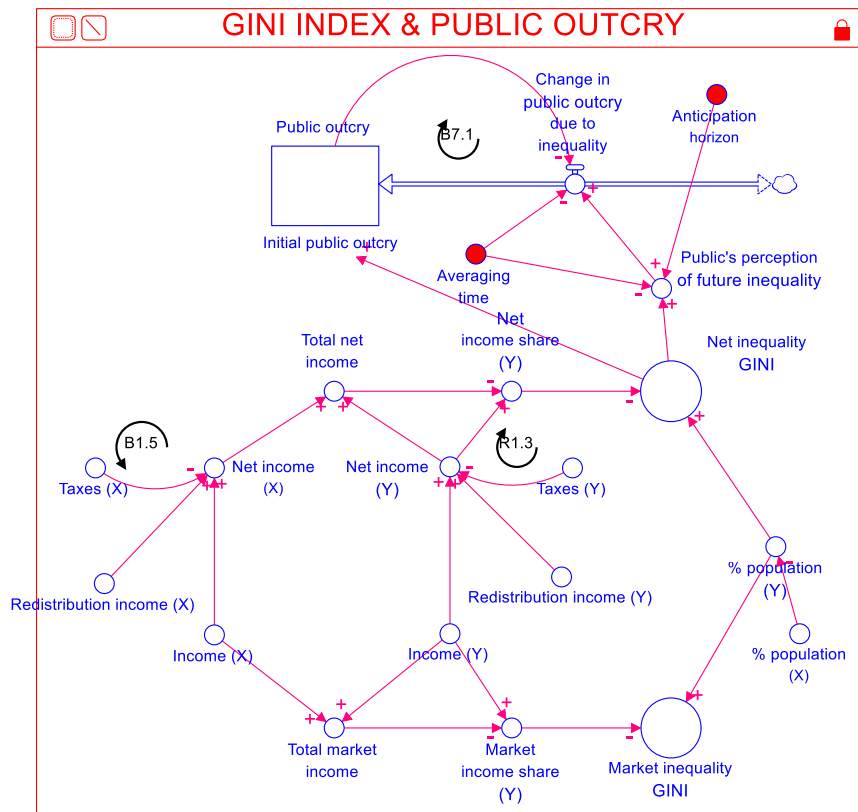 GINI INDEX & PUBLIC OUTCRY
Change in
public outcry
due to
inequality
Anticipation
horizon
Public outcry
B7.1
-
+
-
Initial public outcry
+
Averaging
time
Public's perception
of future inequality
+
-
+
Net
income share
(Y)
Total net
income
Net inequality
GINI
-
-
+
+
+
+
B1.5
R1.3
-
-
Taxes (X)
Net income
(X)
Net income
(Y)
Taxes (Y)
+
+
+
+
Redistribution income (X)
Redistribution income (Y)
-
% population
(Y)
Income (X)
Income (Y)
% population
(X)
+
+
+
+
-
-
Total market
income
Market
income share
(Y)
Market inequality
GINI